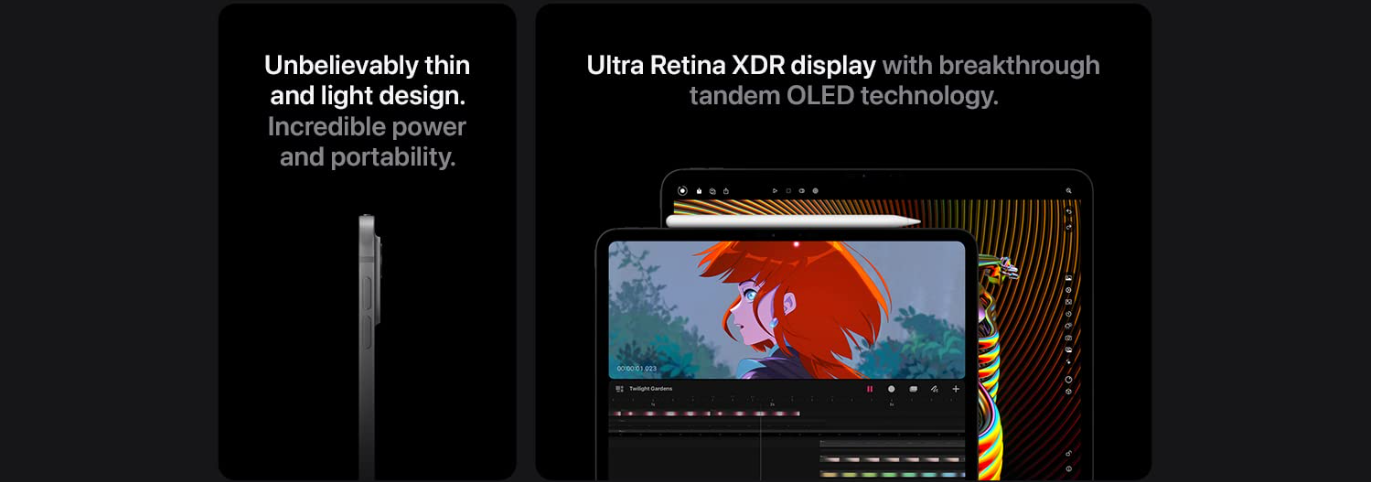 Unbelievably thin
and light design.
Incredible power
and portability.
Ultra Retina XDR display with breakthrough
tandem OLED technology.
00:00:01.023
Twilight Gardens